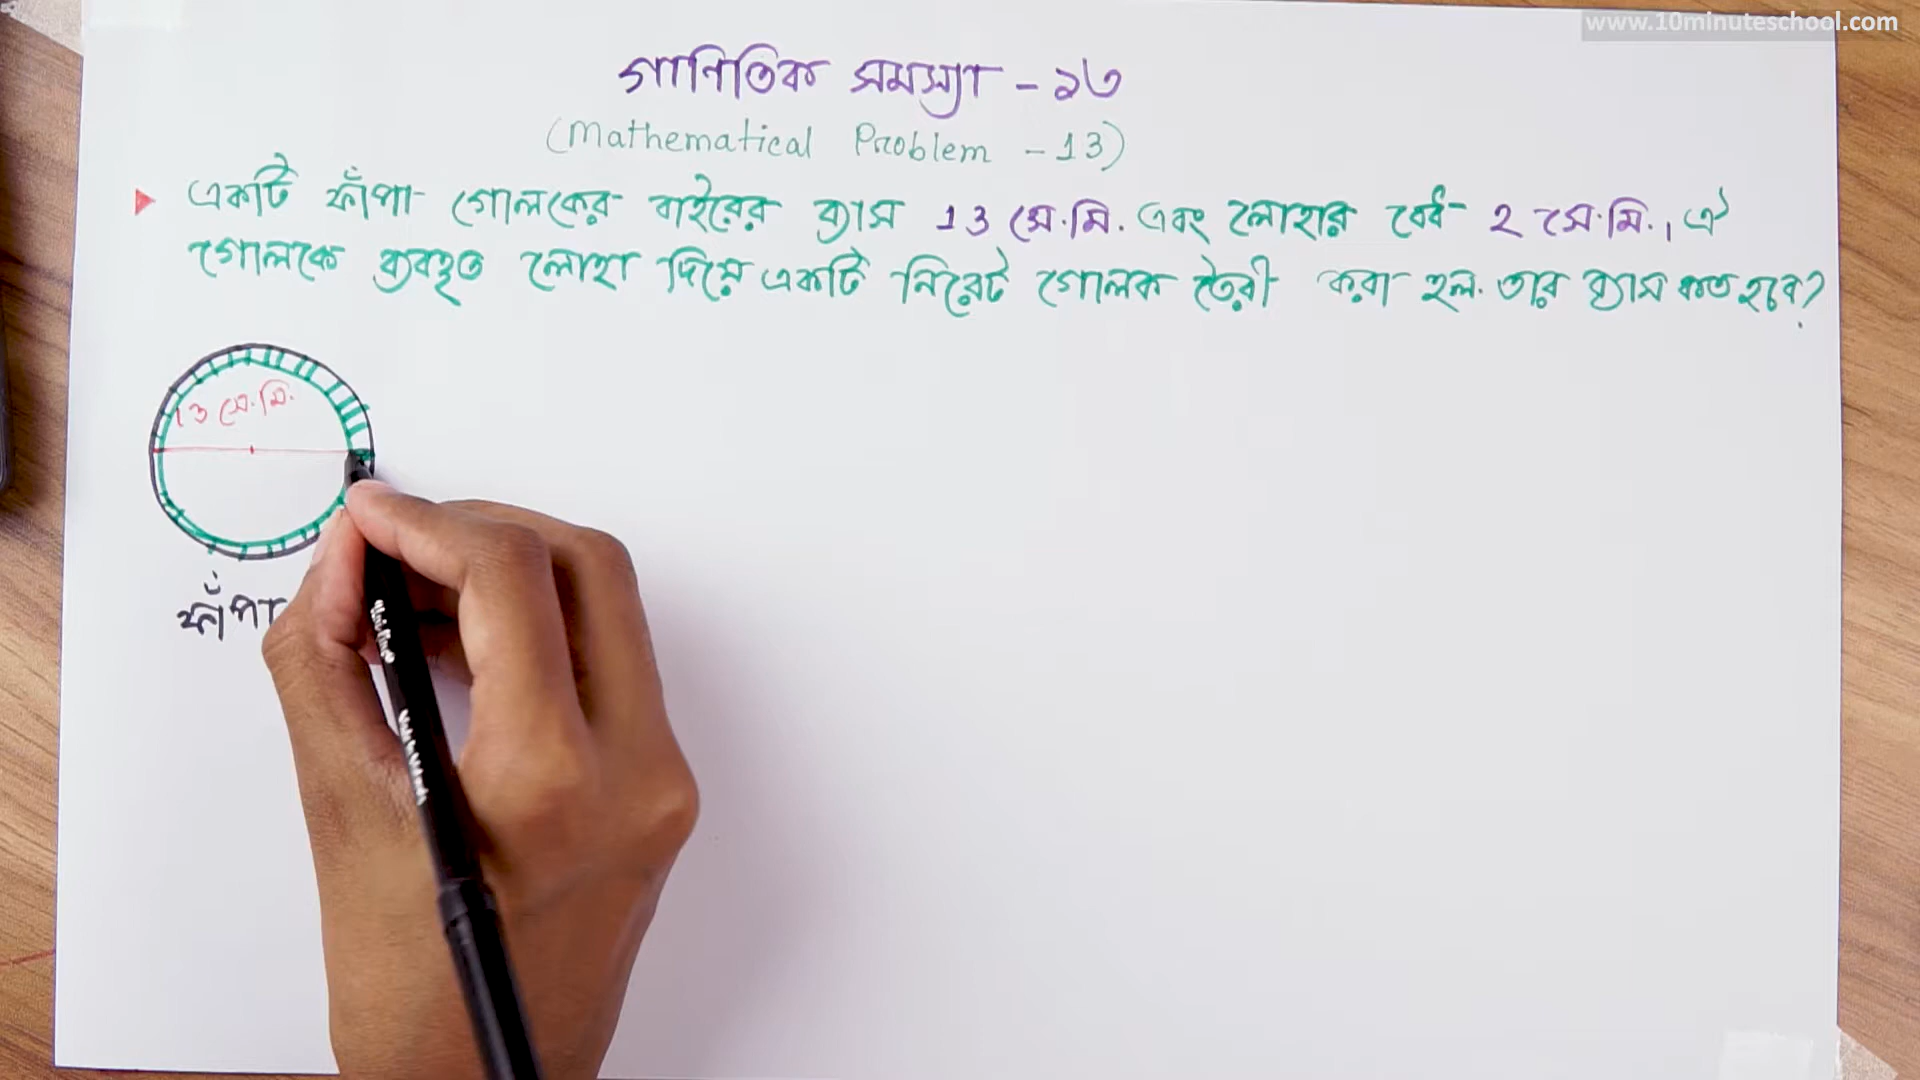 www.10minuteschool.com
গাণিতিক সমস্যা - ১৩
(Mathematical Problem - 13)
একটি ফাঁপা গোলকের বাইরের ব্যাস 13 সে.মি. এবং লোহার বেধ 2 সে.মি., ঐ
গোলকে ব্যবহৃত লোহা দিয়ে একটি নিরেট গোলক তৈরী করা হল. তার ব্যাস কত হবে?
13 সে.মি.
ফাঁপা